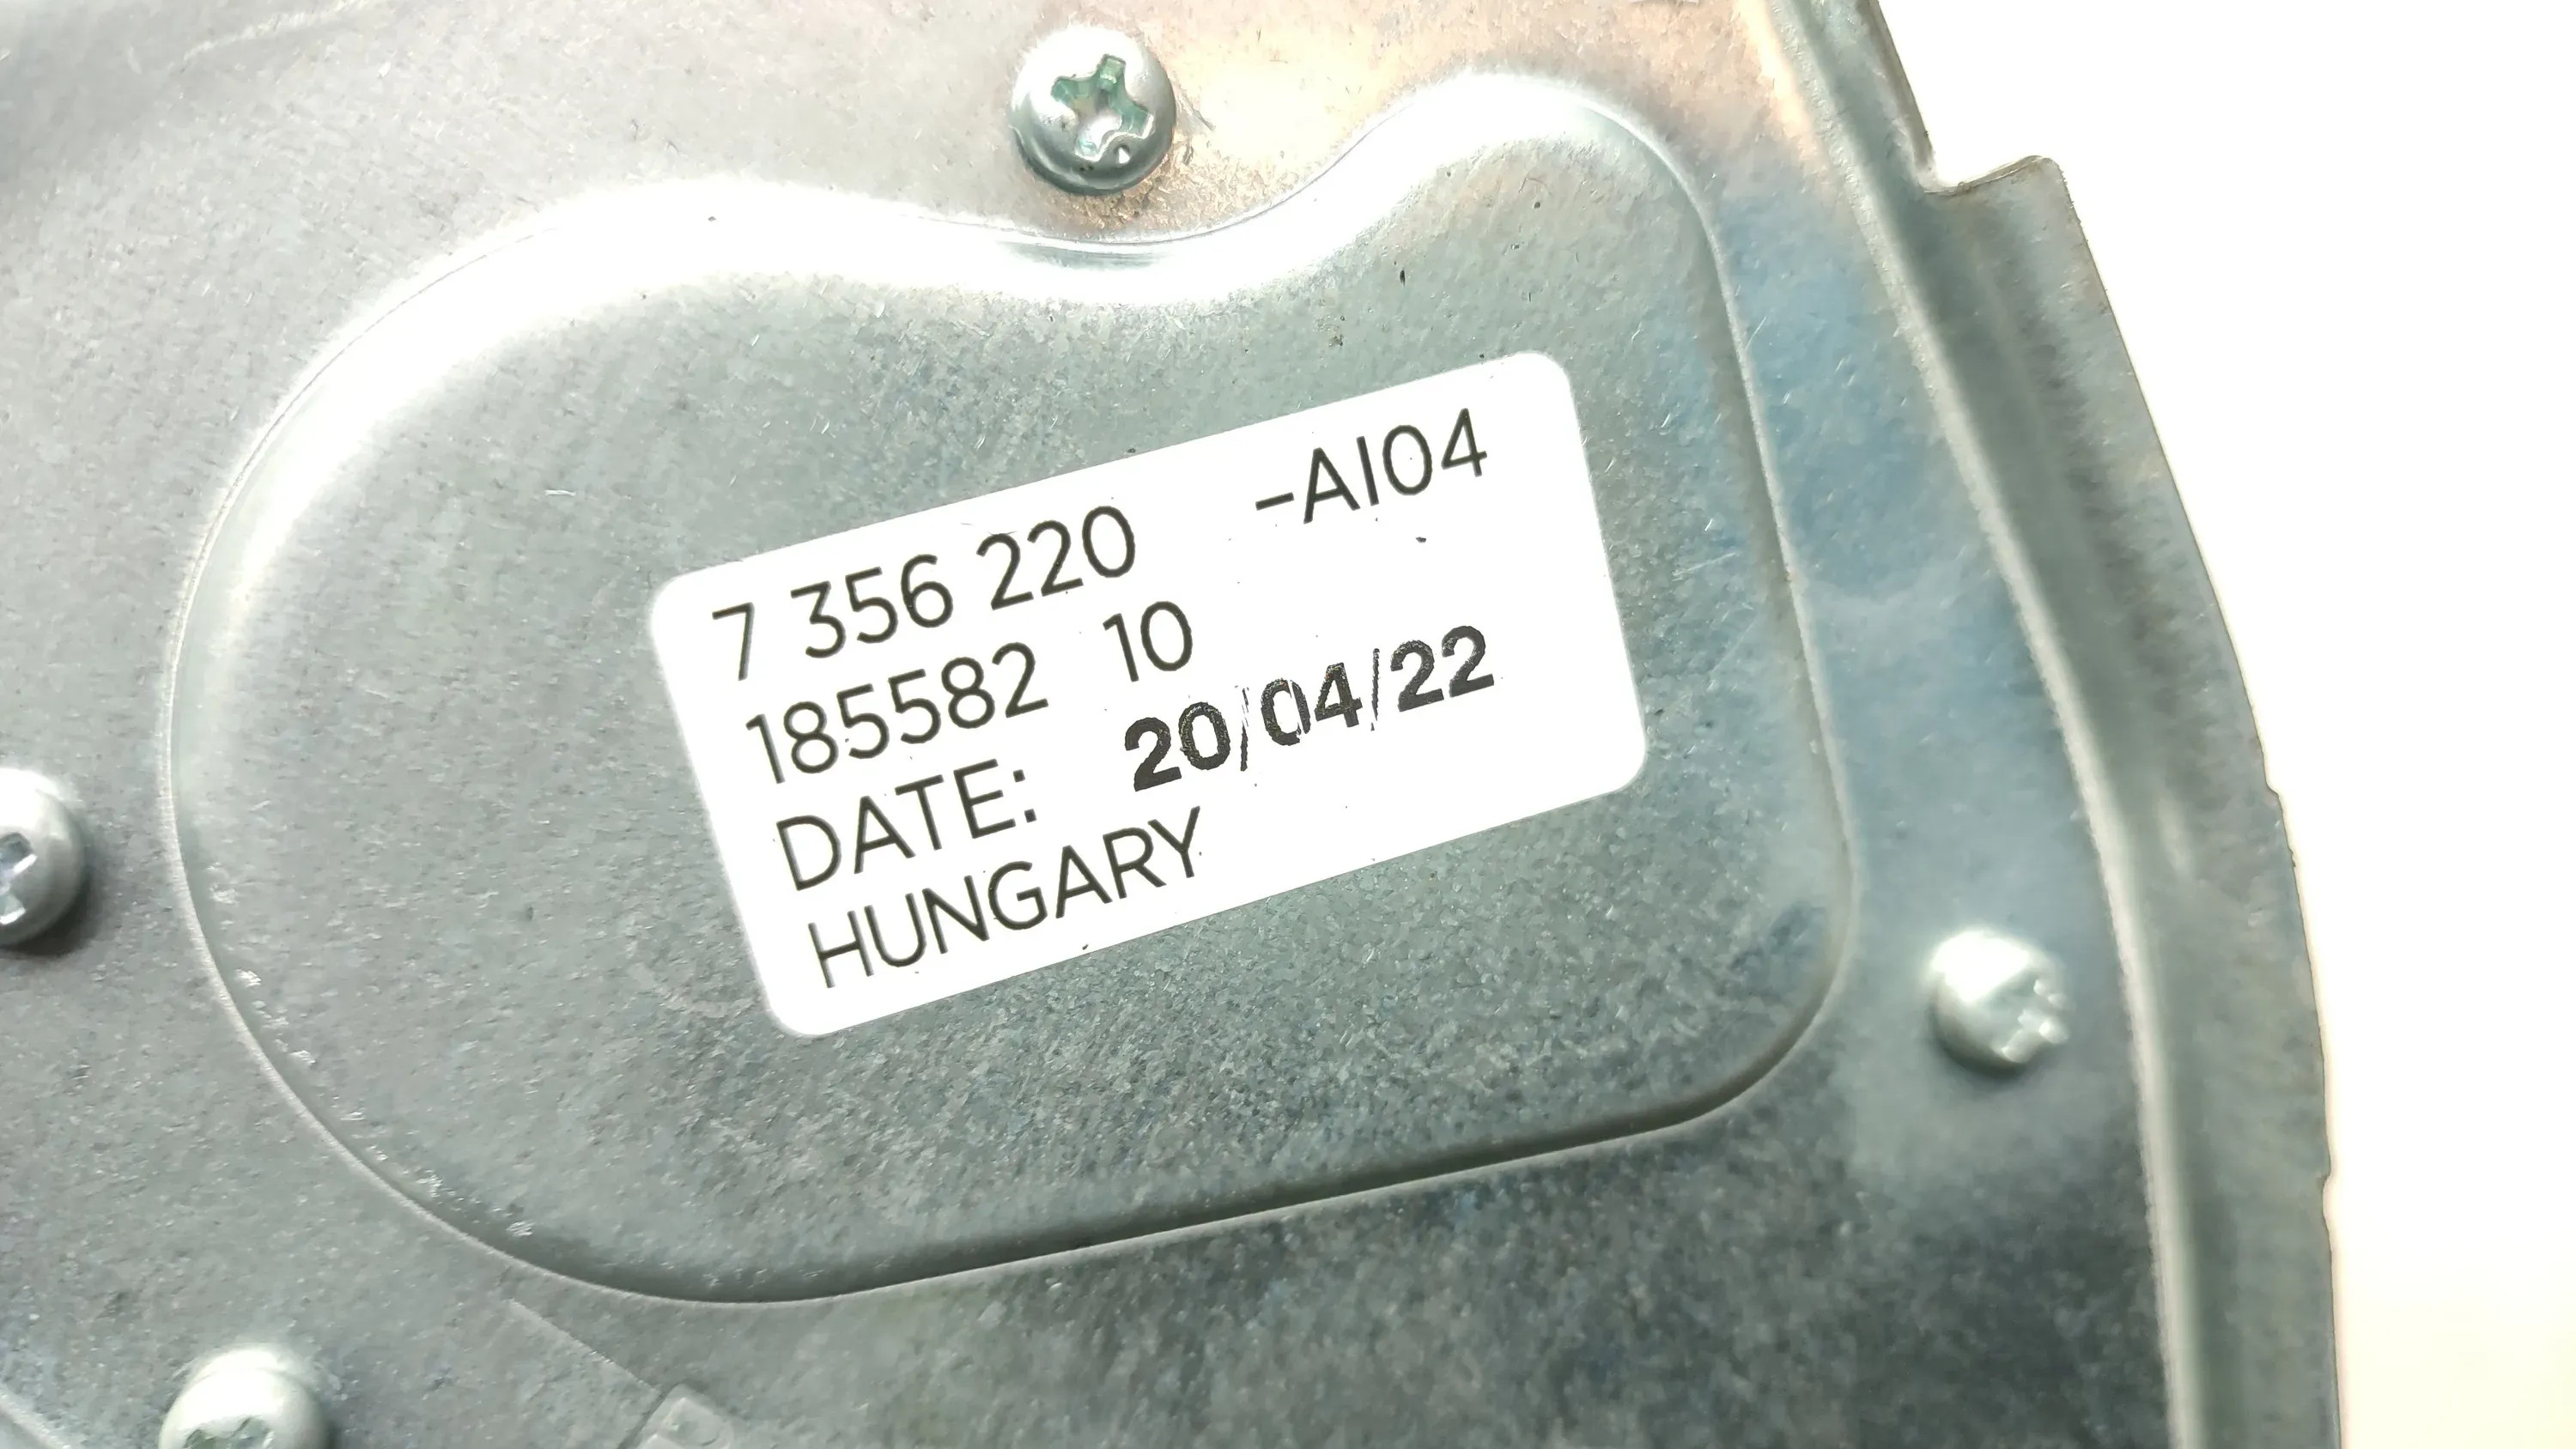 7 356 220 -AI04
185582 10
DATE: 20/04/22
HUNGARY